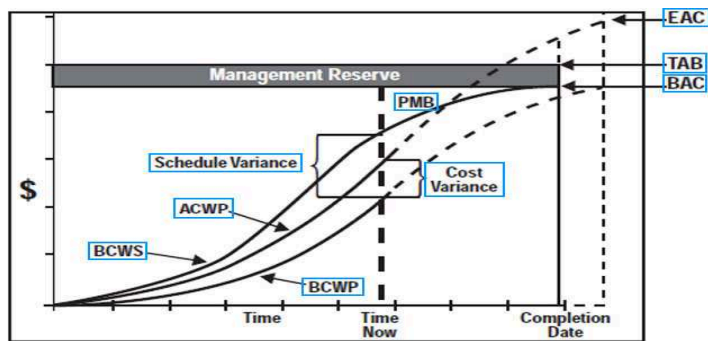 EAC
TAB
Management Reserve
BAC
PMB
Schedule Variance
Cost
Variance
$
ACWP
BCWS
BCWP
Time
Time
Now
Completion
Date